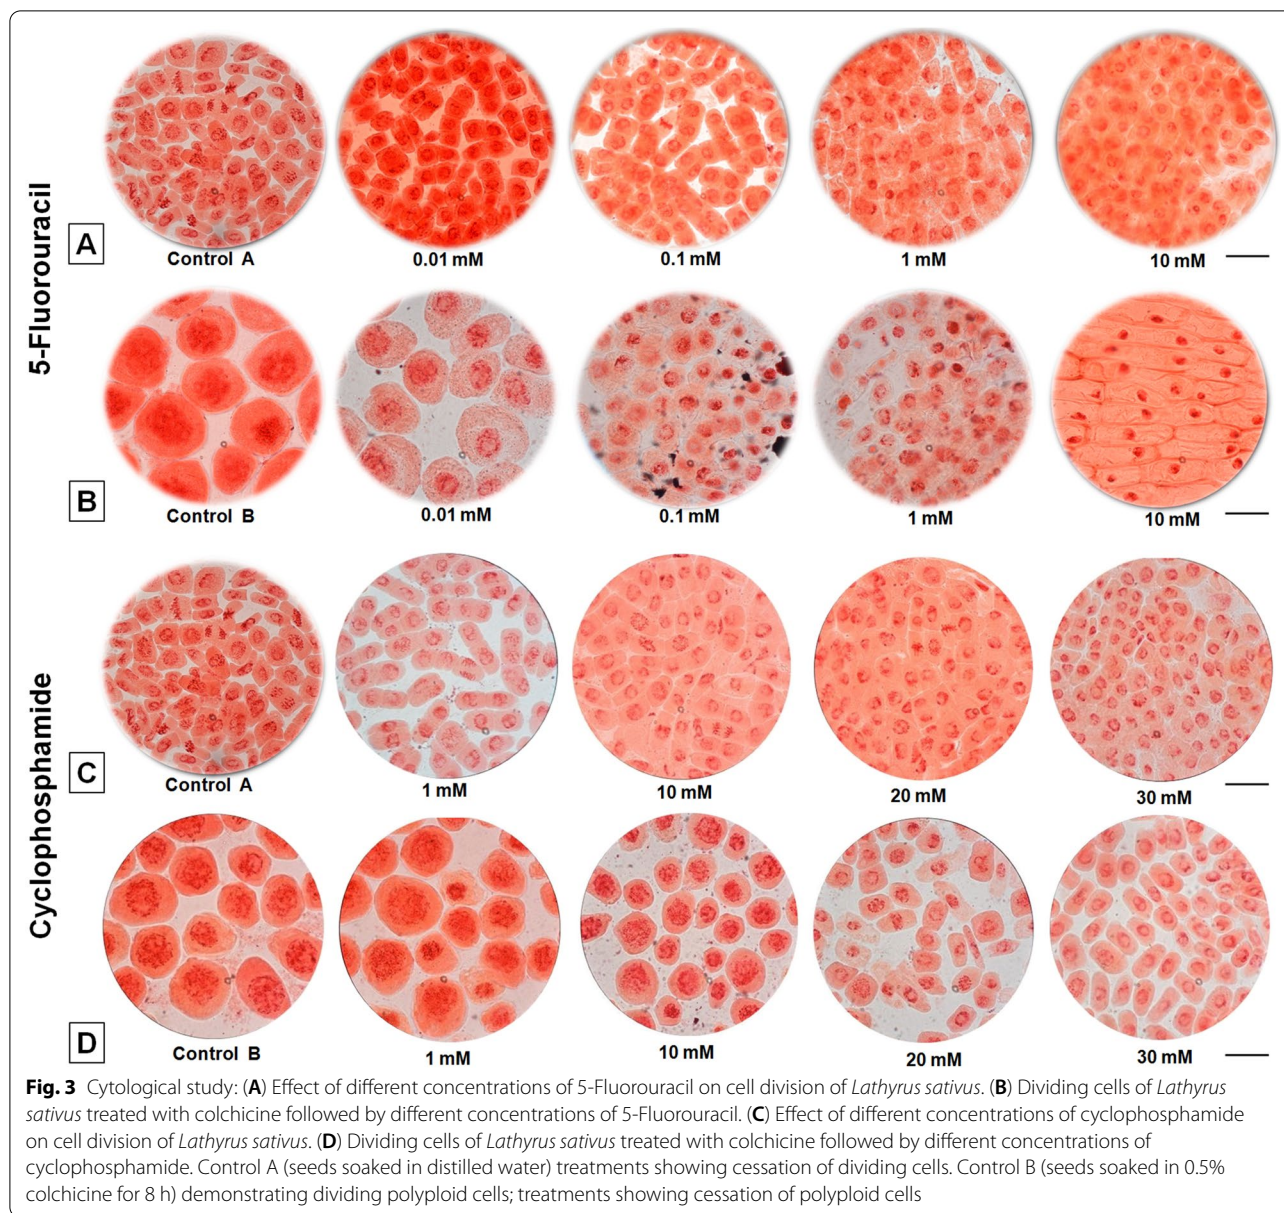 5-Fluorouracil
A
Control A
0.01 mM
0.1 mM
1 mM
10 mM
B
Control B
0.01 mM
0.1 mM
1 mM
10 mM
Cyclophosphamide
C
Control A
1 mM
10 mM
20 mM
30 mM
D
Control B
1 mM
10 mM
20 mM
30 mM
Fig. 3 Cytological study: (A) Effect of different concentrations of 5-Fluorouracil on cell division of Lathyrus sativus. (B) Dividing cells of Lathyrus
sativus treated with colchicine followed by different concentrations of 5-Fluorouracil. (C) Effect of different concentrations of cyclophosphamide
on cell division of Lathyrus sativus. (D) Dividing cells of Lathyrus sativus treated with colchicine followed by different concentrations of
cyclophosphamide. Control A (seeds soaked in distilled water) treatments showing cessation of dividing cells. Control B (seeds soaked in 0.5%
colchicine for 8 h) demonstrating dividing polyploid cells; treatments showing cessation of polyploid cells